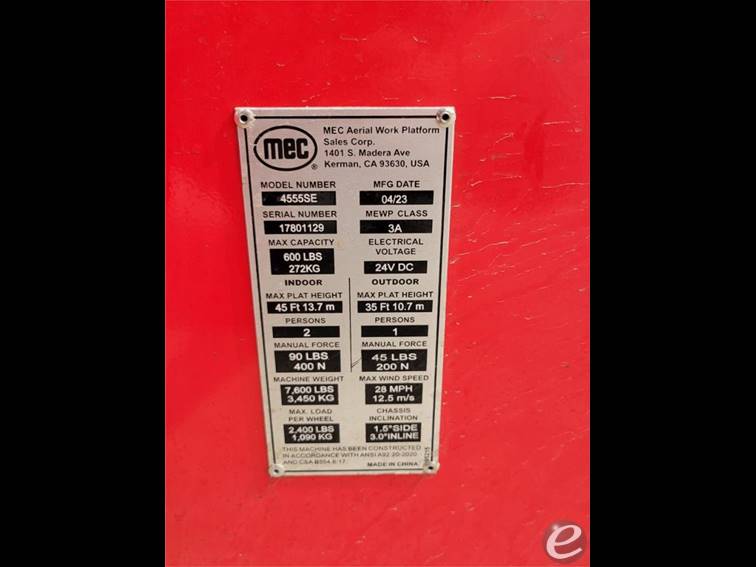 mec
®
MEC Aerial Work Platform
Sales Corp.
1401 S. Madera Ave
Kerman, CA 93630, USA
MODEL NUMBER MFG DATE
4555SE 04/23
SERIAL NUMBER MEWP CLASS
17801129 3A
MAX CAPACITY ELECTRICAL VOLTAGE
600 LBS
272KG 24V DC
INDOOR OUTDOOR
MAX PLAT HEIGHT MAX PLAT HEIGHT
45 Ft 13.7 m 35 Ft 10.7 m
PERSONS PERSONS
2 1
MANUAL FORCE MANUAL FORCE
90 LBS 45 LBS
400 N 200 N
MACHINE WEIGHT MAX WIND SPEED
7,600 LBS 28 MPH
3,450 KG 12.5 m/s
MAX. LOAD CHASSIS
PER WHEEL INCLINATION
2,400 LBS 1.5°SIDE
1,090 KG 3.0°INLINE
THIS MACHINE HAS BEEN CONSTRUCTED
IN ACCORDANCE WITH ANSI A92.20-2020
AND CSA B354.6:17. MADE IN CHINA
e